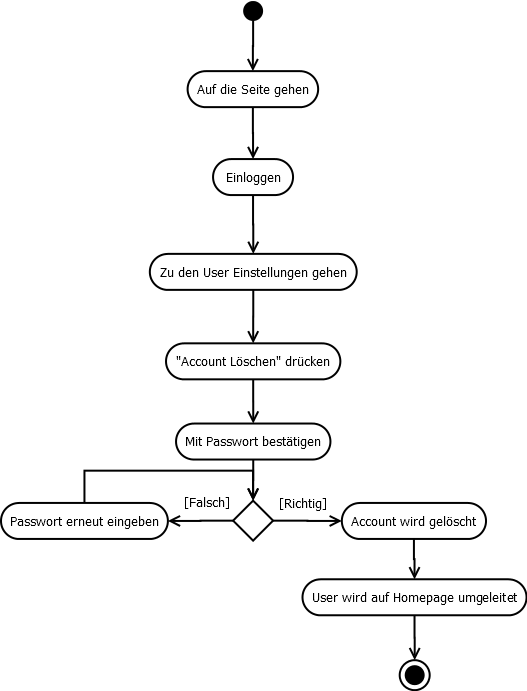 Auf die Seite gehen
Einloggen
Zu den User Einstellungen gehen
"Account Löschen" drücken
Mit Passwort bestätigen
[Falsch]
[Richtig]
Passwort erneut eingeben
Account wird gelöscht
User wird auf Homepage umgeleitet